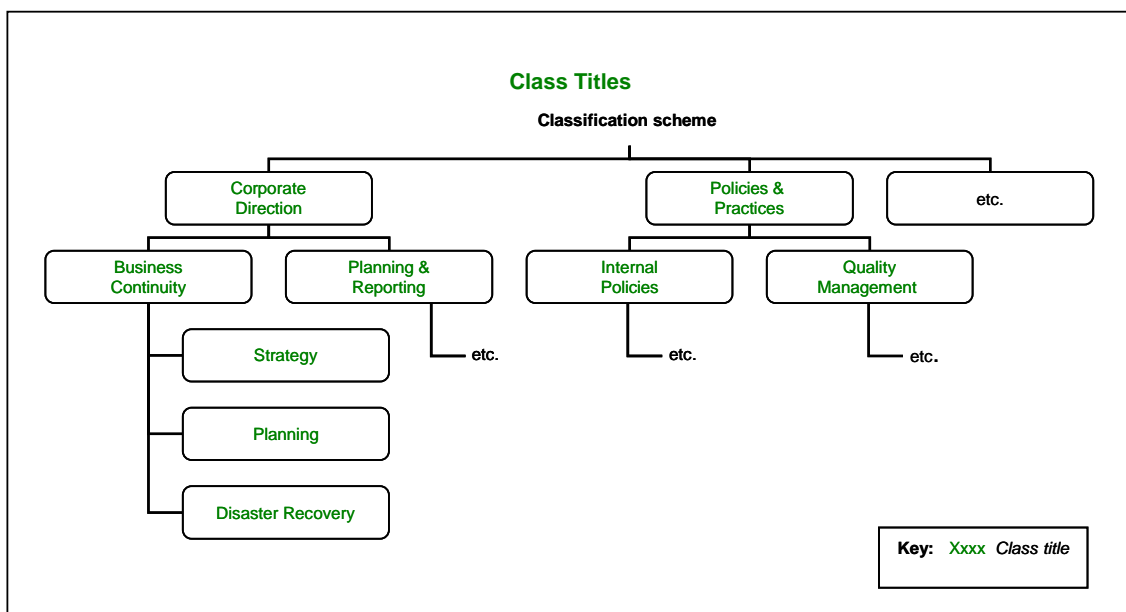 Class Titles
Classification scheme
Corporate
Direction
Policies &
Practices
etc.
Business
Continuity
Planning &
Reporting
Internal
Policies
Quality
Management
Strategy
etc.
etc.
etc.
Planning
Disaster Recovery
Key: Xxxx Class title